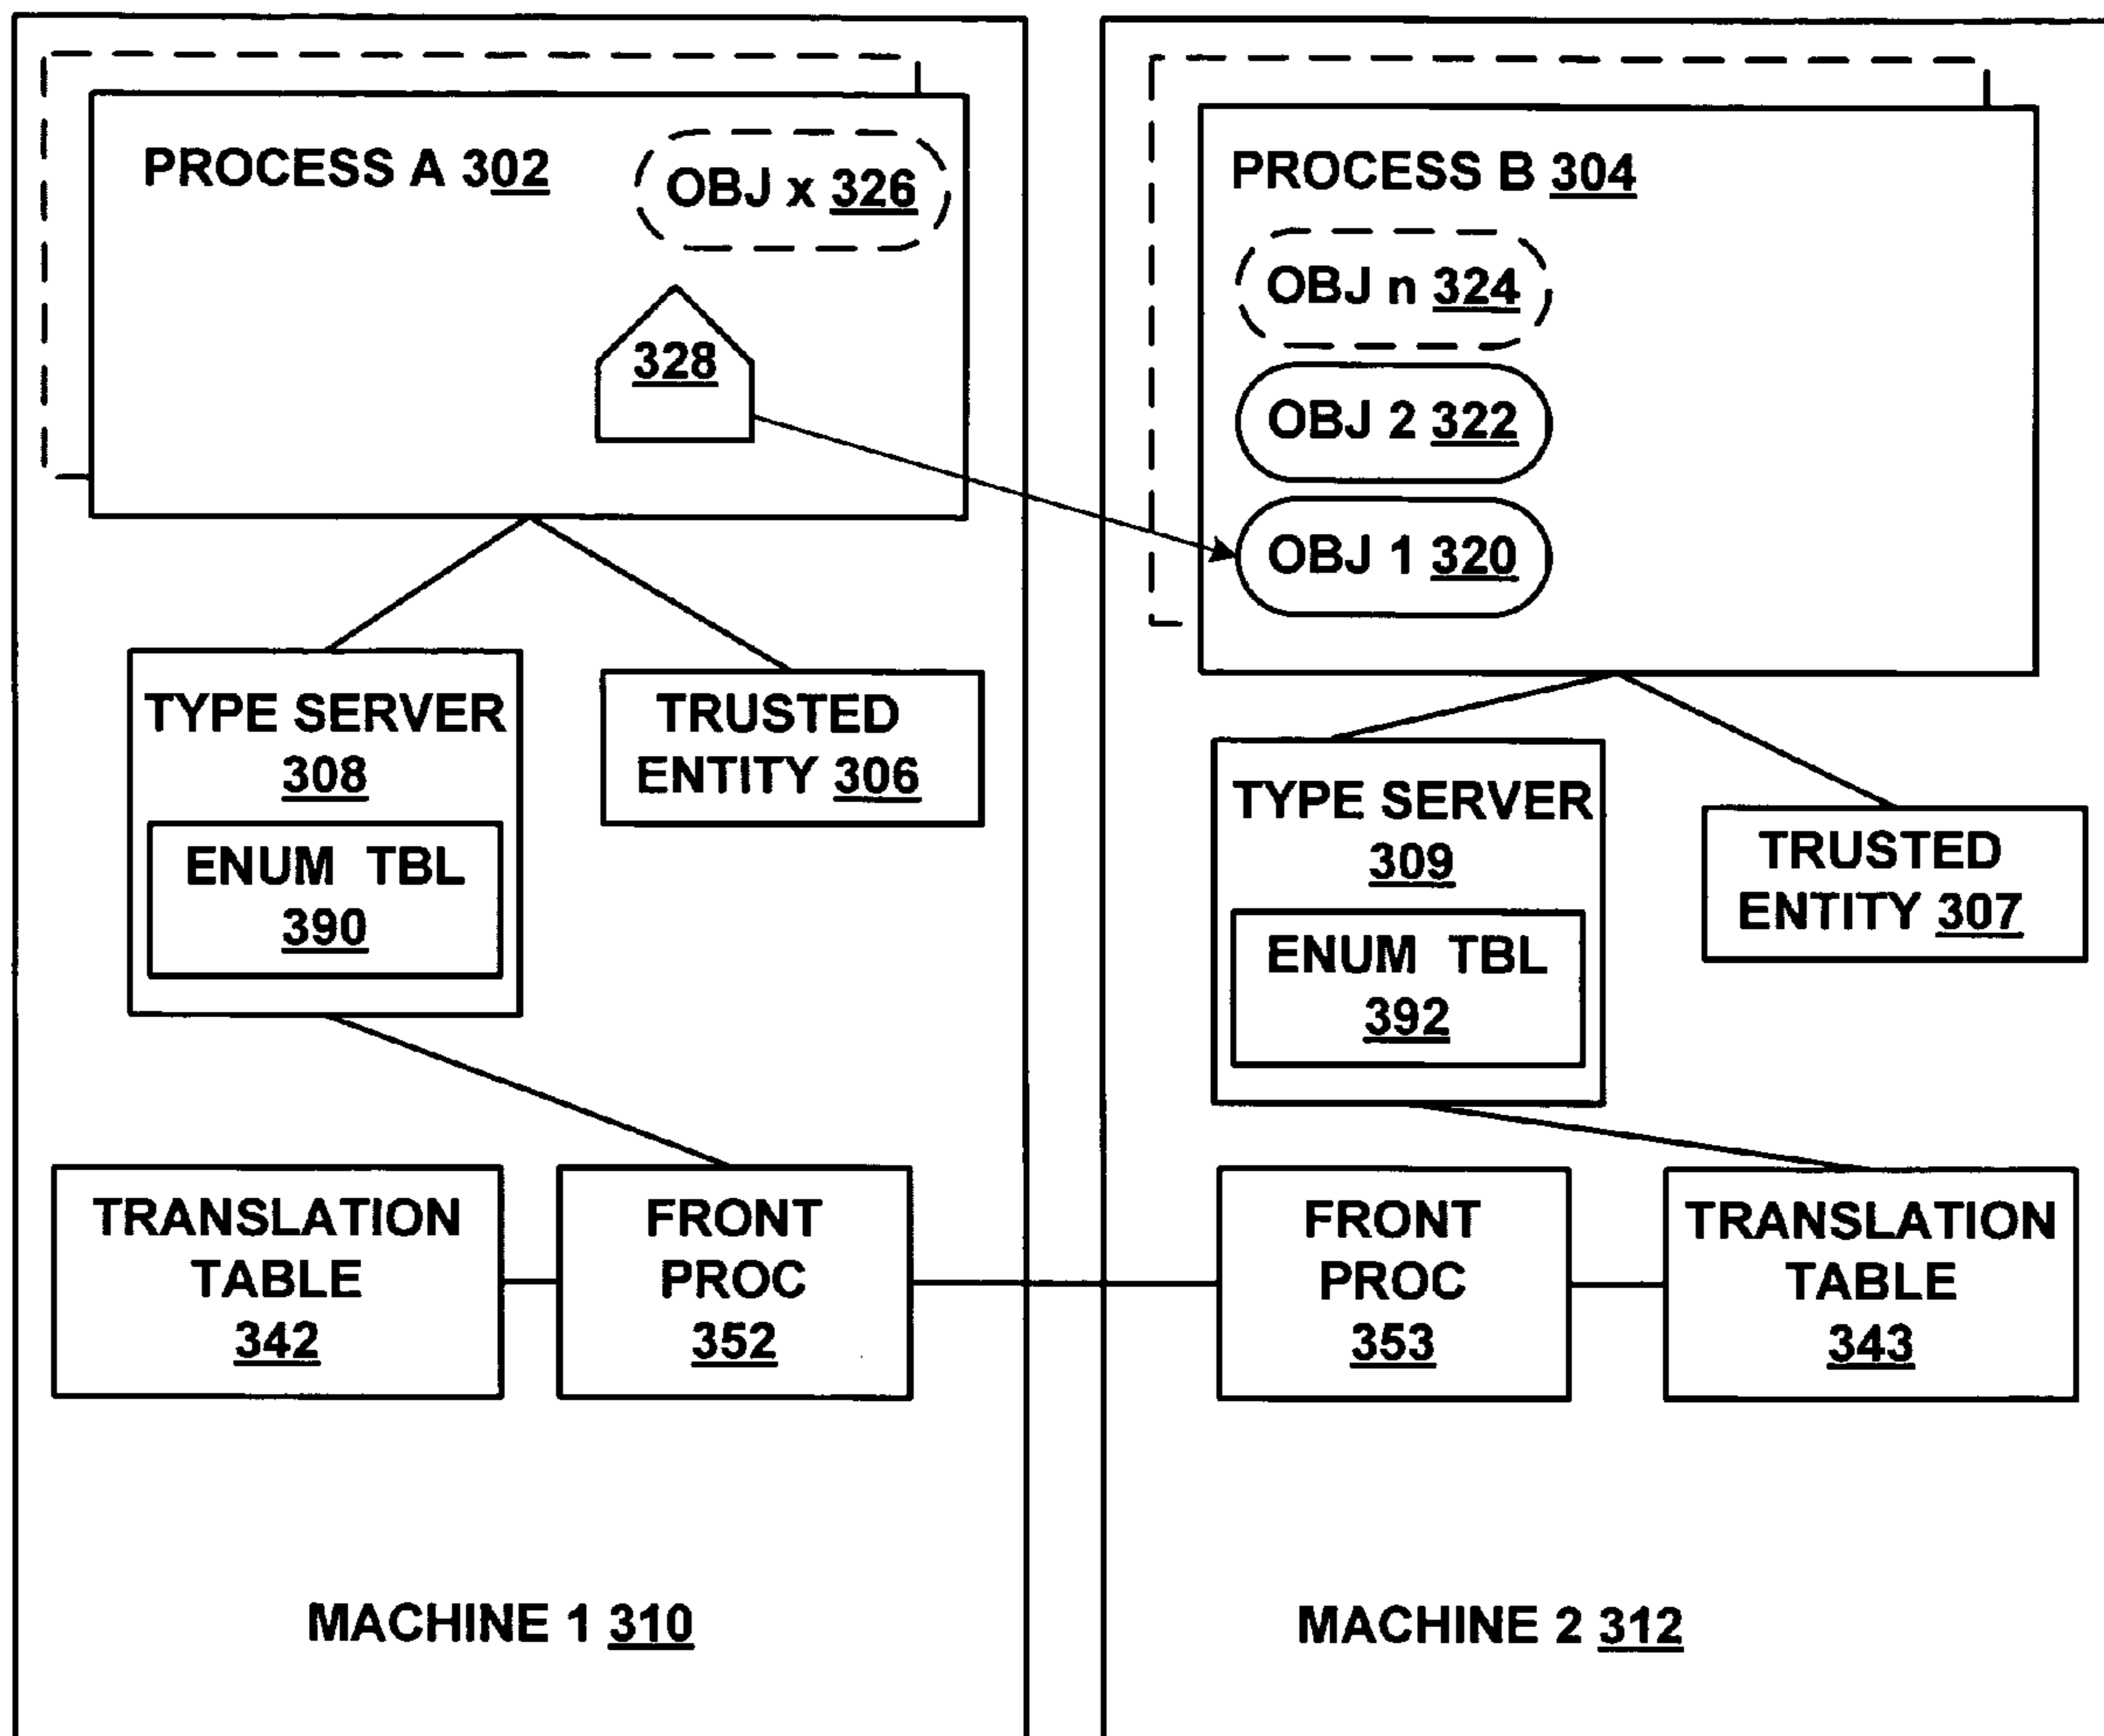 PROCESS A 302
OBJ x 326
328
TYPE SERVER
308
ENUM TBL
390
TRUSTED
ENTITY 306
TRANSLATION
TABLE
342
FRONT
PROC
352
MACHINE 1 310
PROCESS B 304
OBJ n 324
OBJ 2 322
OBJ 1 320
TYPE SERVER
309
ENUM TBL
392
TRUSTED
ENTITY 307
FRONT
PROC
353
TRANSLATION
TABLE
343
MACHINE 2 312